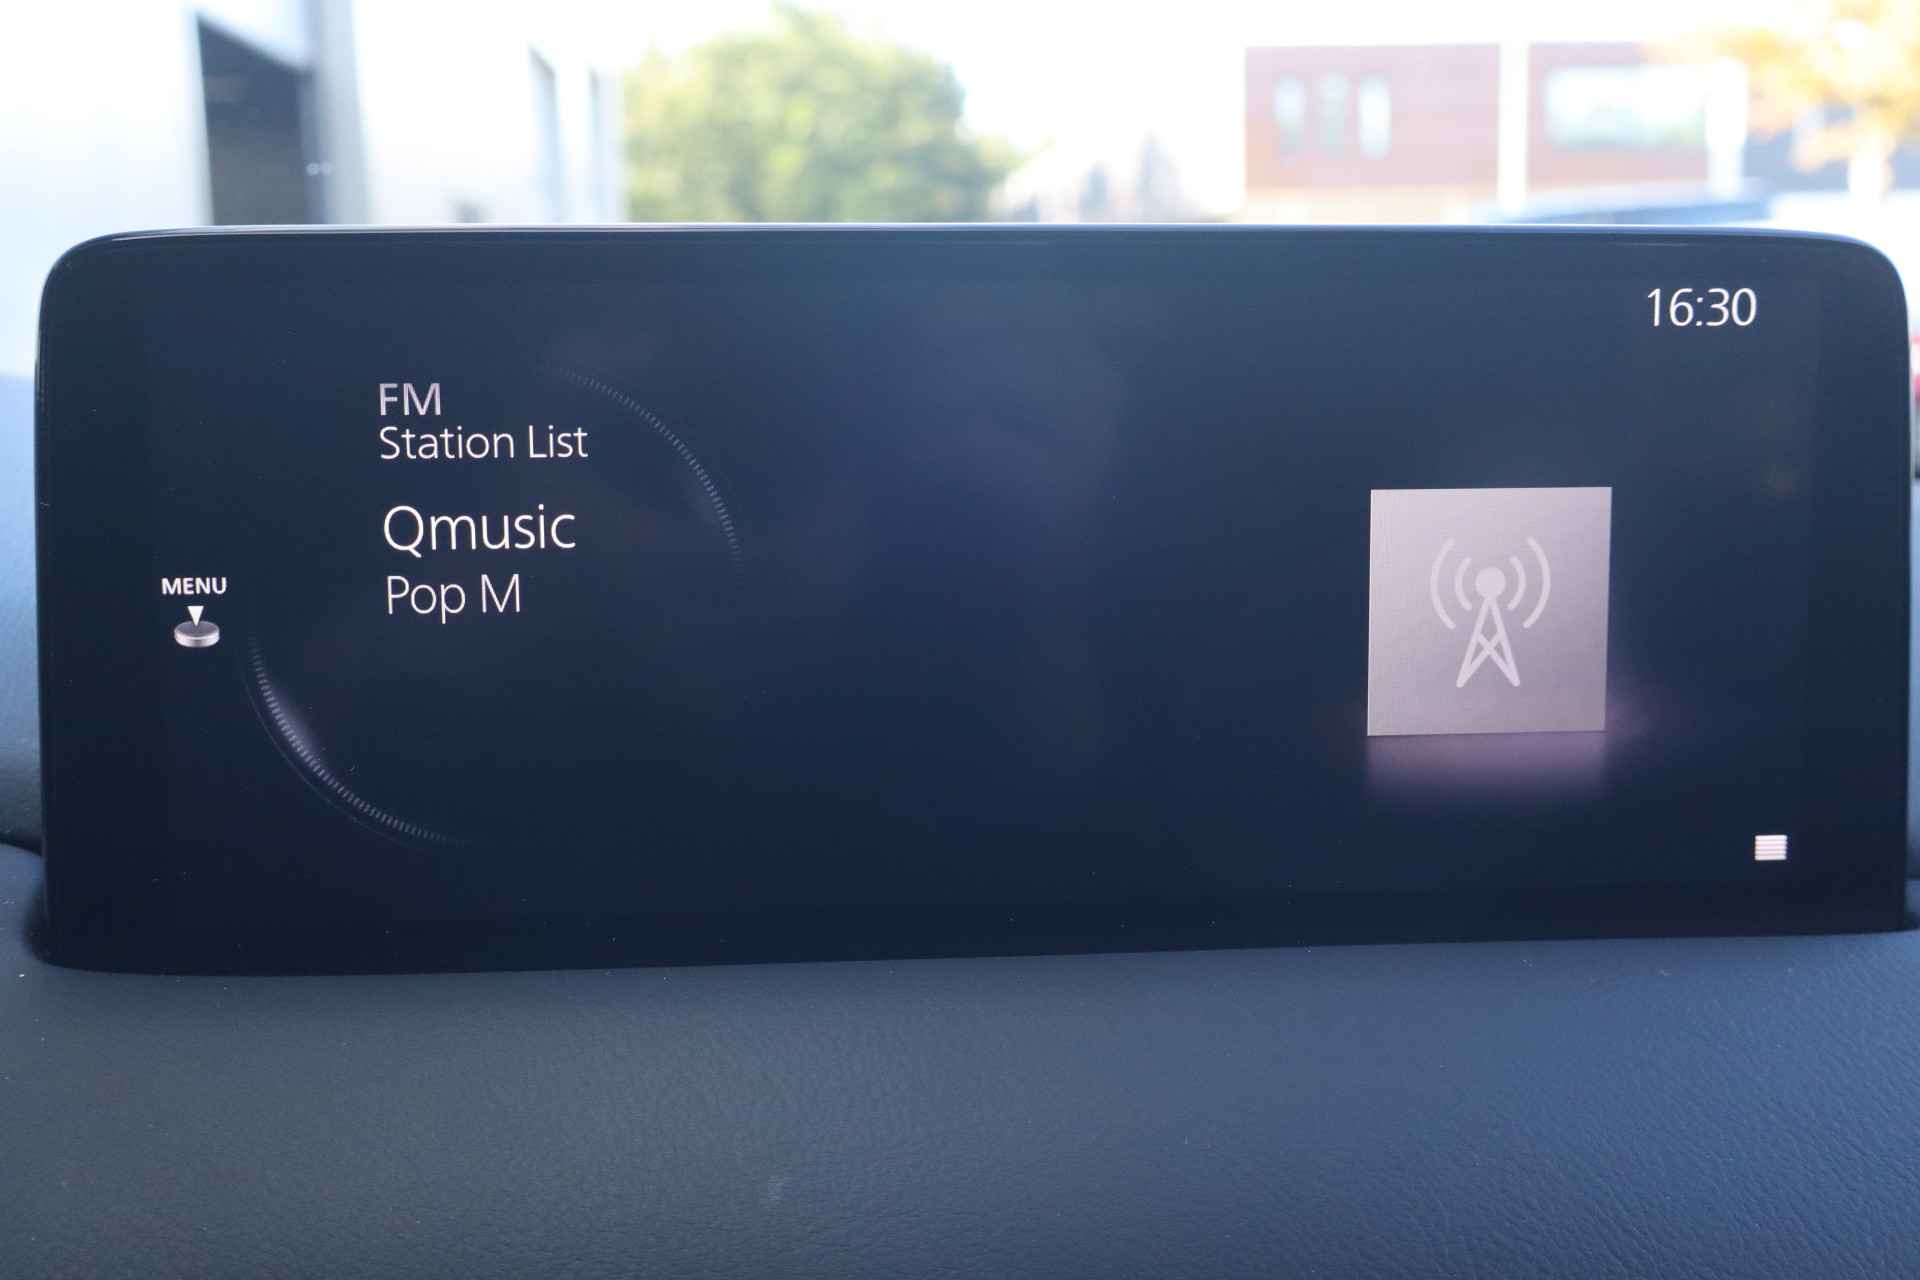 16:30
FM
Station List
Qmusic
Pop M
MENU